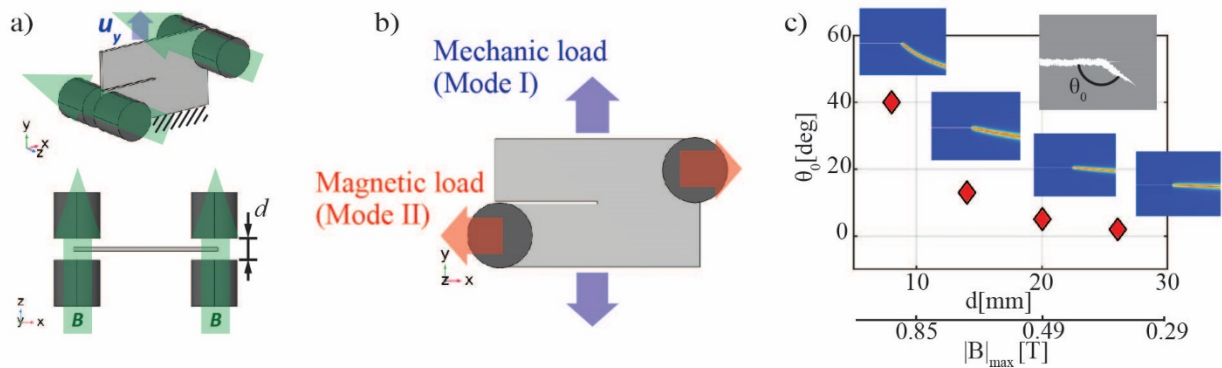 a)
u_y
y
x
z
d
B
B
z
y
x
b)
Mechanic load
(Mode I)
Magnetic load
(Mode II)
y
z
x
c)
60
40
20
0
θ₀[deg]
θ₀
10
20
30
d[mm]
0.85
0.49
0.29
|B|max [T]